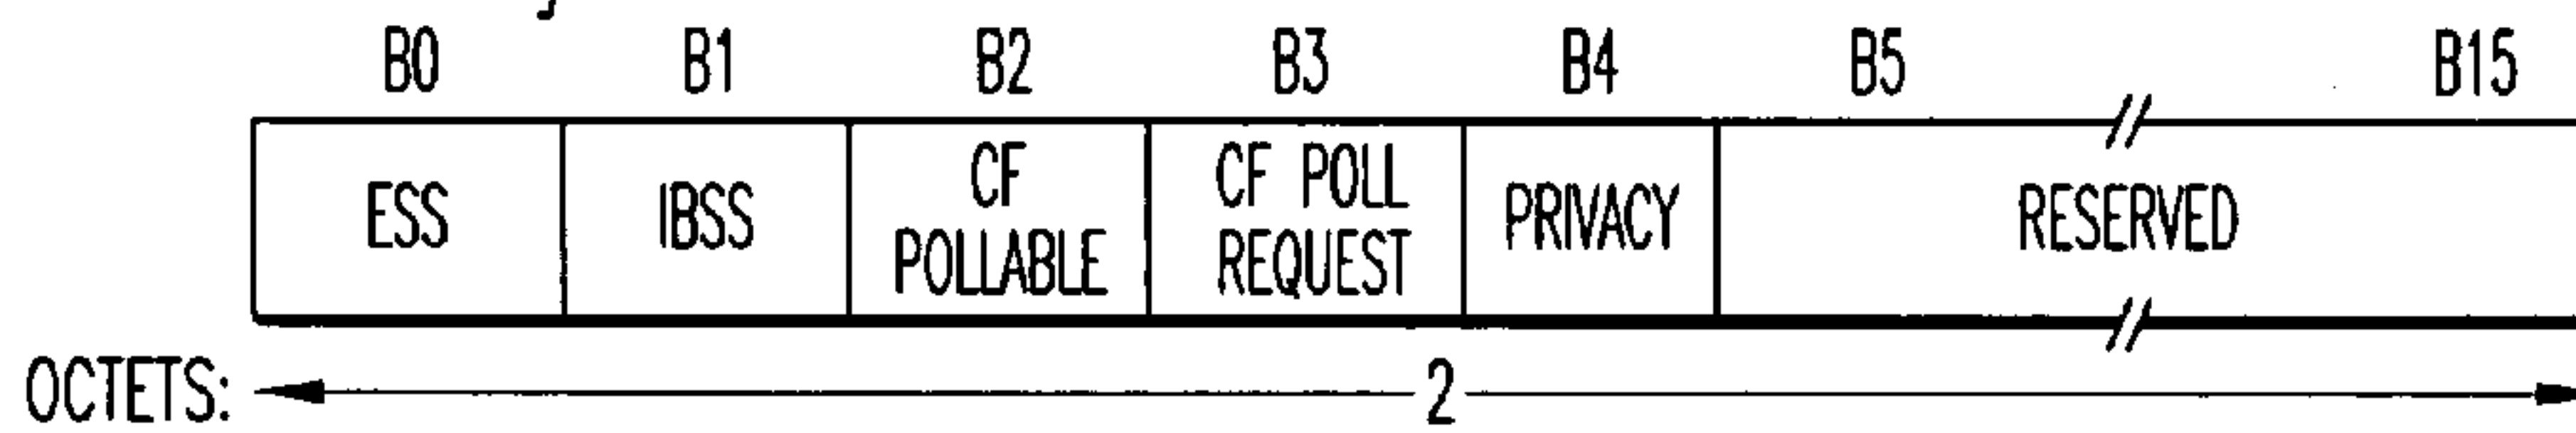 B0 B1 B2 B3 B4 B5 B15
ESS IBSS CF POLLABLE CF POLL REQUEST PRIVACY RESERVED
OCTETS: 2